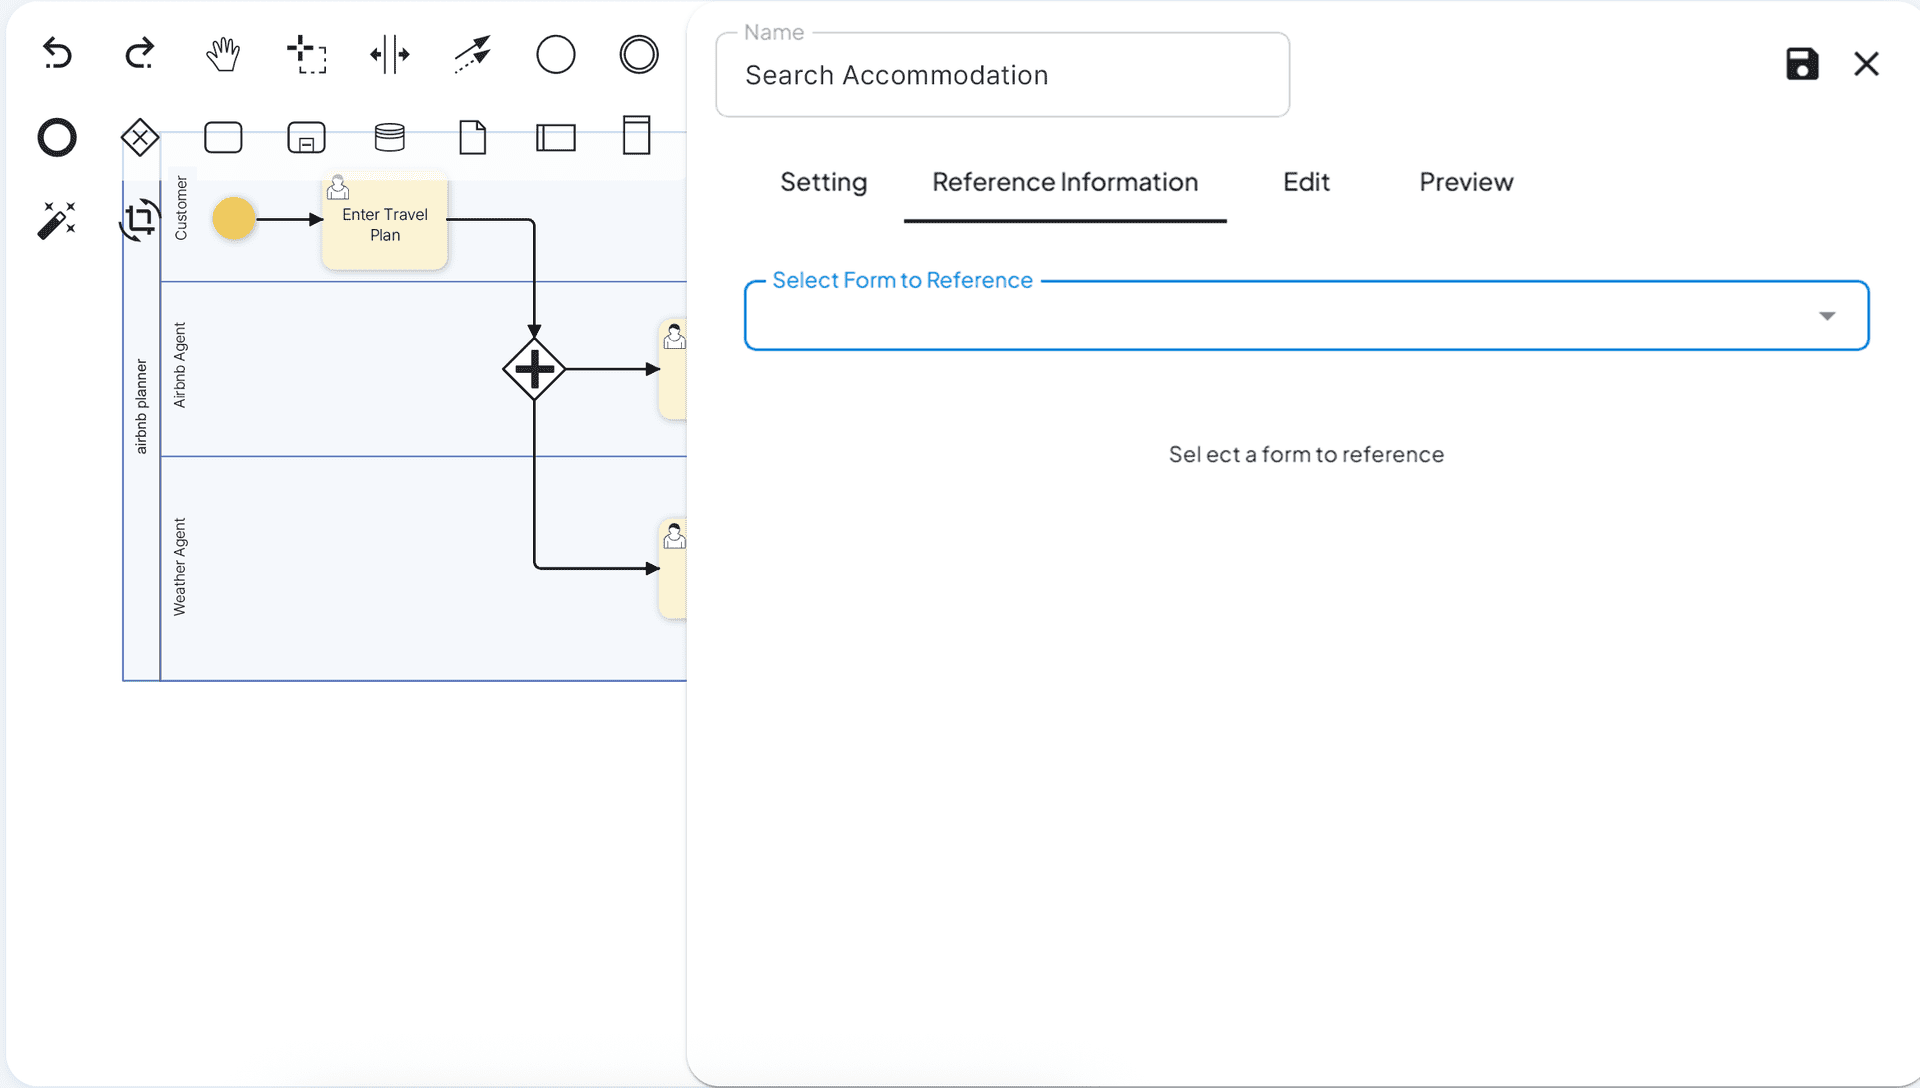 Name
Search Accommodation
Setting
Reference Information
Edit
Preview
Select Form to Reference
Sel ect a form to reference
airbnb planner
Customer
Enter Travel
Plan
Airbnb Agent
Weather Agent